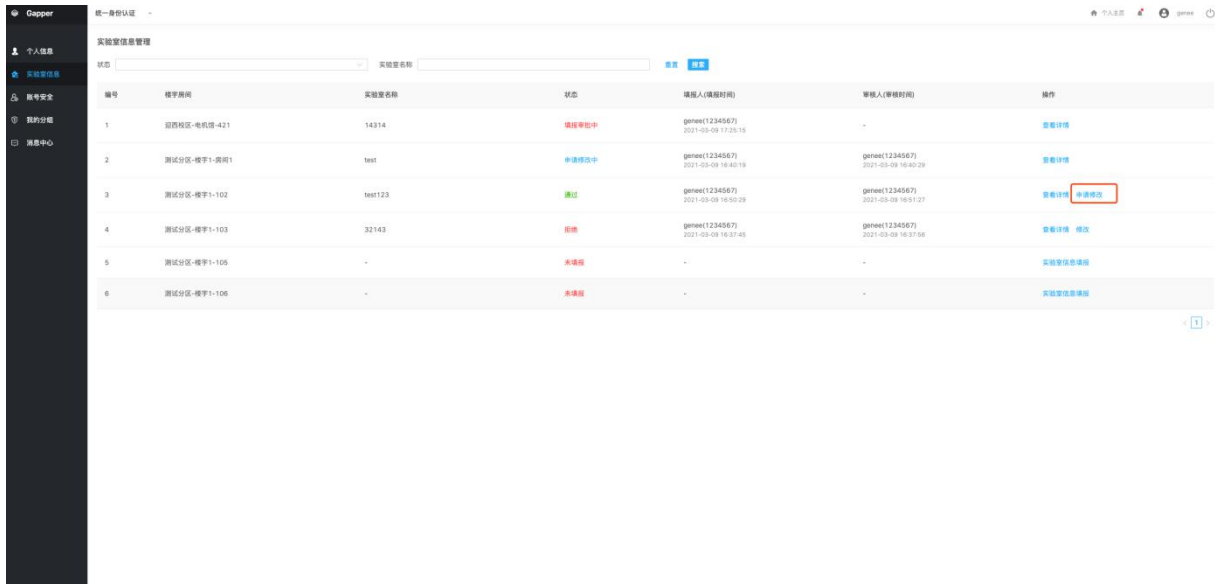 Gapper 统一身份认证 个人主页 genee
个人信息
实验室信息
账号安全
我的分组
消息中心
实验室信息管理
状态 实验室名称 重置 搜索
编号 楼宇房间 实验室名称 状态 填报人(填报时间) 审核人(审核时间) 操作
1 迎西校区-电机馆-421 14314 填报审批中 genee(1234567) - 查看详情
2021-03-09 17:25:15
2 测试分区-楼宇1-房间1 test 申请修改中 genee(1234567) genee(1234567) 查看详情
2021-03-09 16:40:19 2021-03-09 16:40:29
3 测试分区-楼宇1-102 test123 通过 genee(1234567) genee(1234567) 查看详情 申请修改
2021-03-09 16:50:29 2021-03-09 16:51:27
4 测试分区-楼宇1-103 32143 拒绝 genee(1234567) genee(1234567) 查看详情 修改
2021-03-09 16:37:45 2021-03-09 16:37:56
5 测试分区-楼宇1-105 - 未填报 - - 实验室信息填报
6 测试分区-楼宇1-106 - 未填报 - - 实验室信息填报
< 1 >